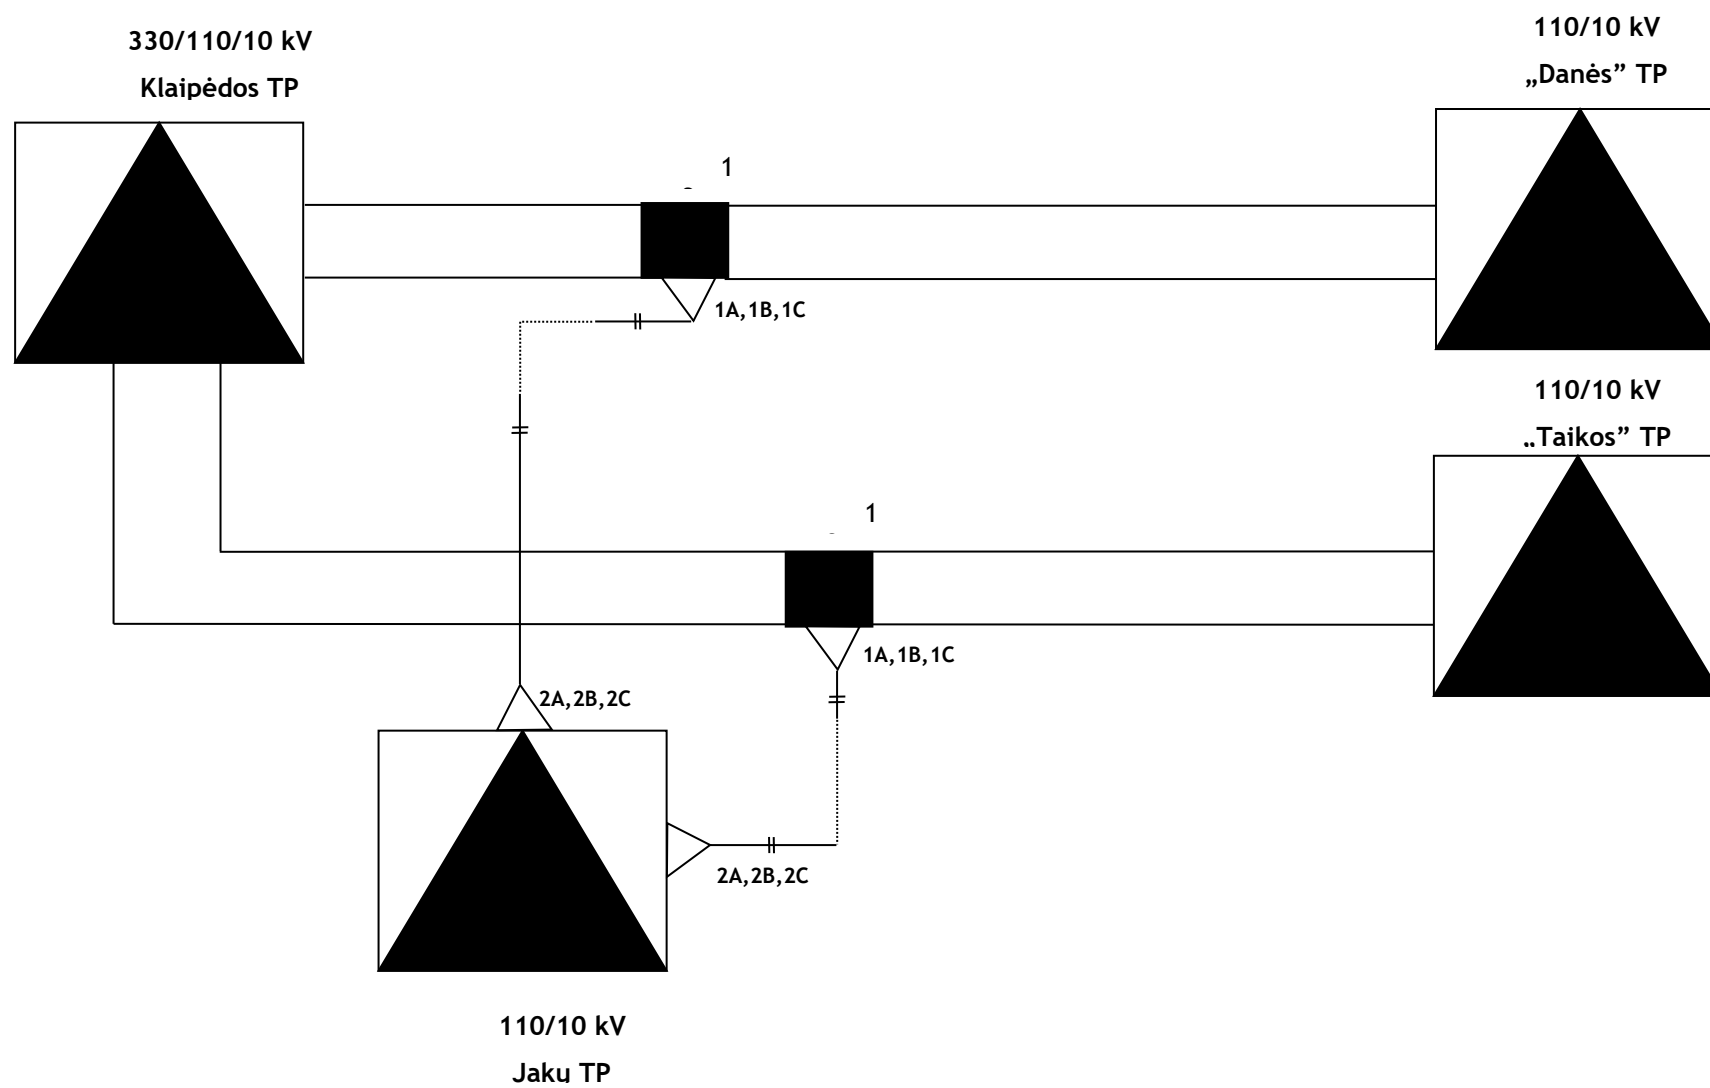 330/110/10 kV
Klaipėdos TP
110/10 kV
„Danės” TP
1
1A,1B,1C
110/10 kV
„Taikos” TP
1
1A,1B,1C
2A,2B,2C
2A,2B,2C
110/10 kV
Jakų TP